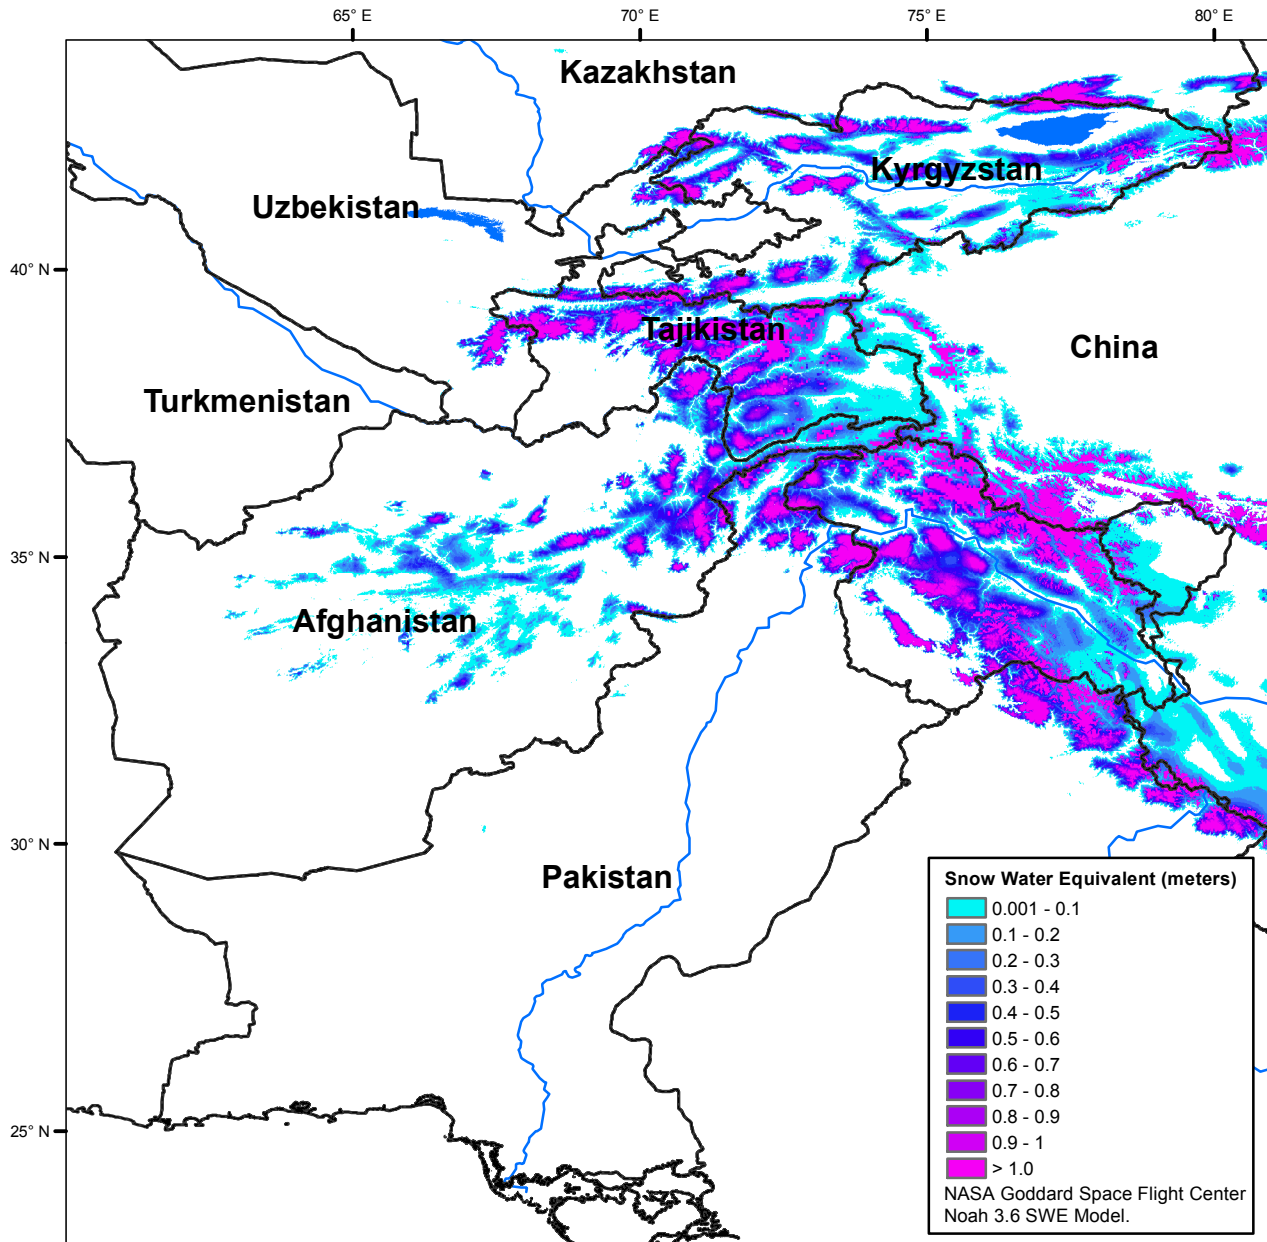 65° E
70° E
75° E
80° E
Kazakhstan
Kyrgyzstan
Uzbekistan
40° N
Tajikistan
China
Turkmenistan
35° N
Afghanistan
30° N
Pakistan
25° N
Snow Water Equivalent (meters)
0.001 - 0.1
0.1 - 0.2
0.2 - 0.3
0.3 - 0.4
0.4 - 0.5
0.5 - 0.6
0.6 - 0.7
0.7 - 0.8
0.8 - 0.9
0.9 - 1
> 1.0
NASA Goddard Space Flight Center
Noah 3.6 SWE Model.